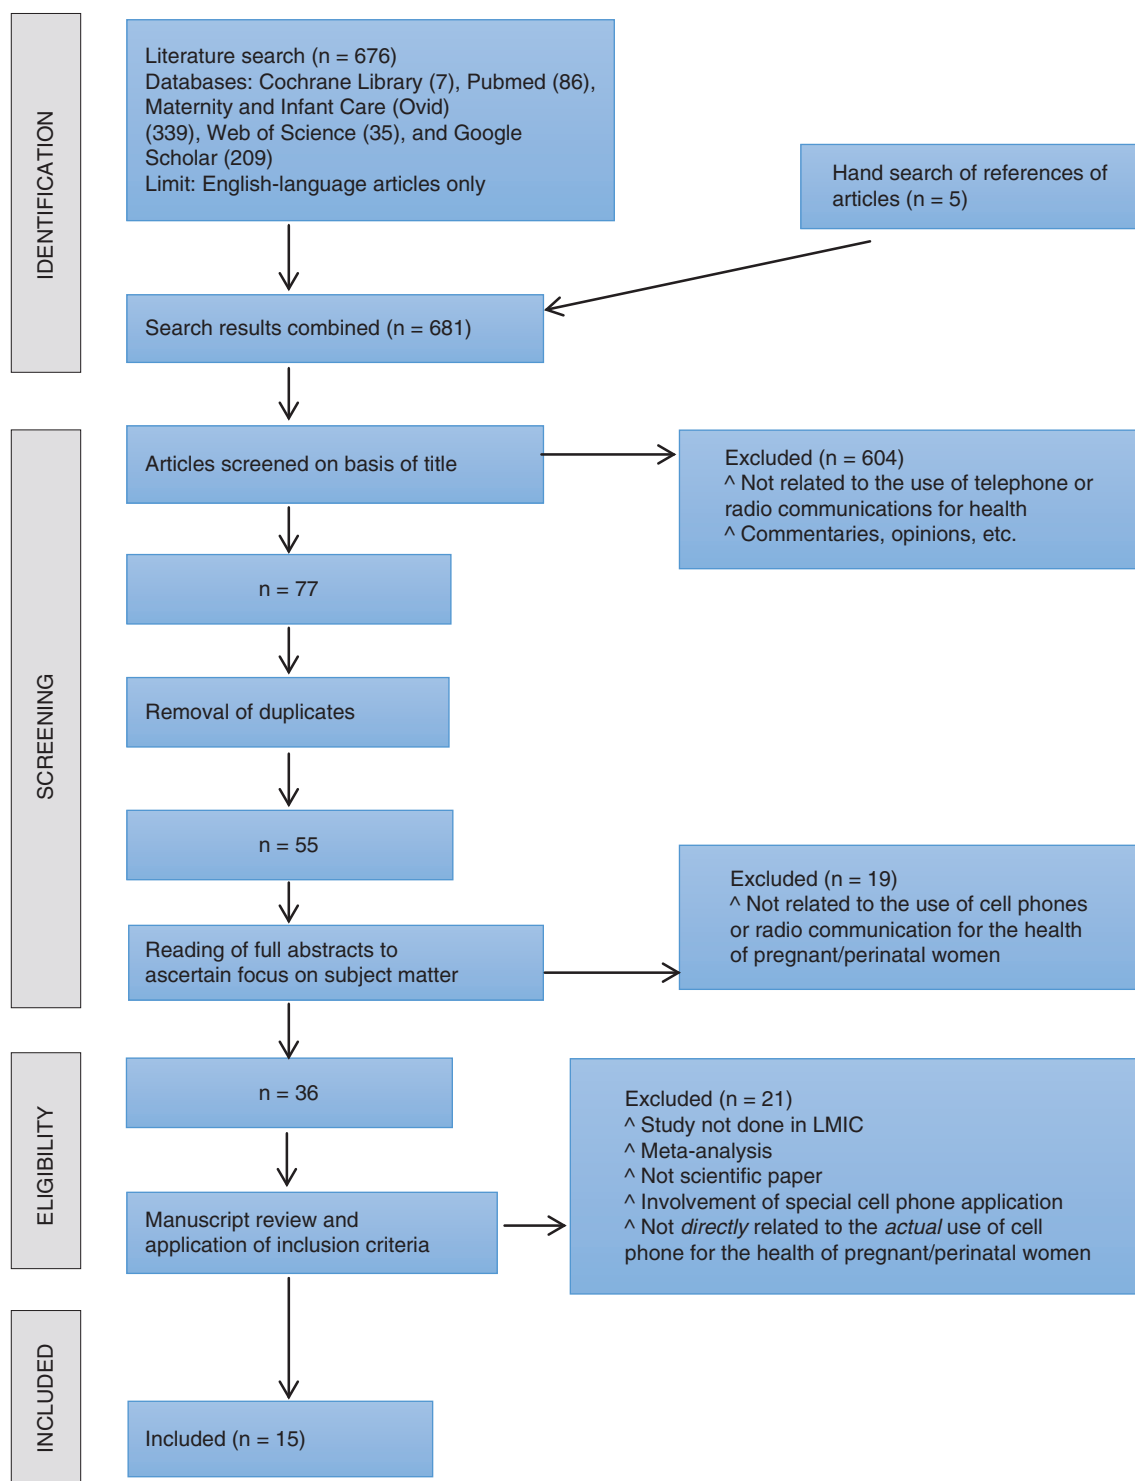 IDENTIFICATION
Literature search (n = 676)
Databases: Cochrane Library (7), Pubmed (86),
Maternity and Infant Care (Ovid)
(339), Web of Science (35), and Google
Scholar (209)
Limit: English-language articles only
Hand search of references of
articles (n = 5)
Search results combined (n = 681)
SCREENING
Articles screened on basis of title
Excluded (n = 604)
^ Not related to the use of telephone or
radio communications for health
^ Commentaries, opinions, etc.
n = 77
Removal of duplicates
n = 55
Reading of full abstracts to
ascertain focus on subject matter
Excluded (n = 19)
^ Not related to the use of cell phones
or radio communication for the health
of pregnant/perinatal women
ELIGIBILITY
n = 36
Manuscript review and
application of inclusion criteria
Excluded (n = 21)
^ Study not done in LMIC
^ Meta-analysis
^ Not scientific paper
^ Involvement of special cell phone application
^ Not directly related to the actual use of cell
phone for the health of pregnant/perinatal women
INCLUDED
Included (n = 15)